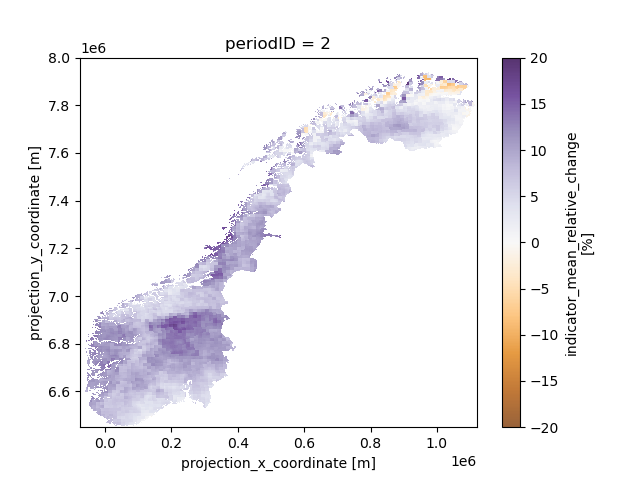 periodID = 2
1e6
8.0
7.8
7.6
7.4
7.2
7.0
6.8
6.6
projection_y_coordinate [m]
0.0 0.2 0.4 0.6 0.8 1.0
1e6
projection_x_coordinate [m]
20
15
10
5
0
−5
−10
−15
−20
indicator_mean_relative_change
[%]